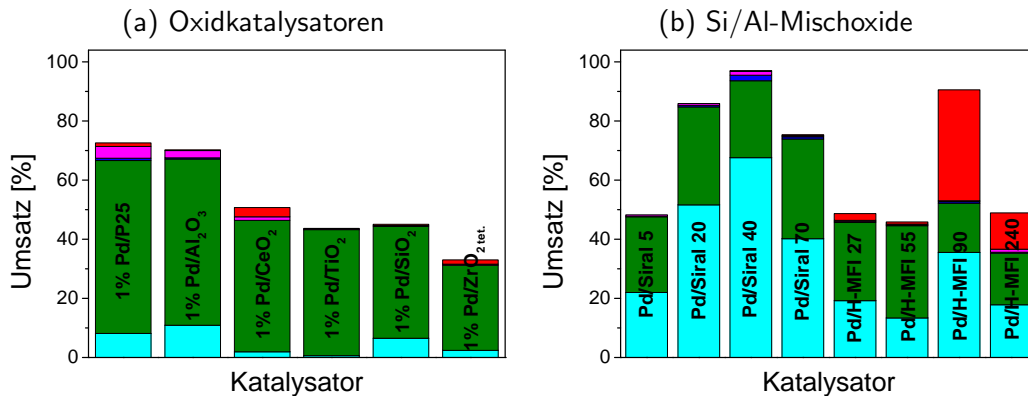 (a) Oxidkatalysatoren
Umsatz [%]
100
80
60
40
20
0
1% Pd/P25
1% Pd/Al₂O₃
1% Pd/CeO₂
1% Pd/TiO₂
1% Pd/SiO₂
1% Pd/ZrO₂ tet.
Katalysator
(b) Si/Al-Mischoxide
Umsatz [%]
100
80
60
40
20
0
Pd/Siral 5
Pd/Siral 20
Pd/Siral 40
Pd/Siral 70
Pd/H-MFI 27
Pd/H-MFI 55
Pd/H-MFI 90
Pd/H-MFI 240
Katalysator